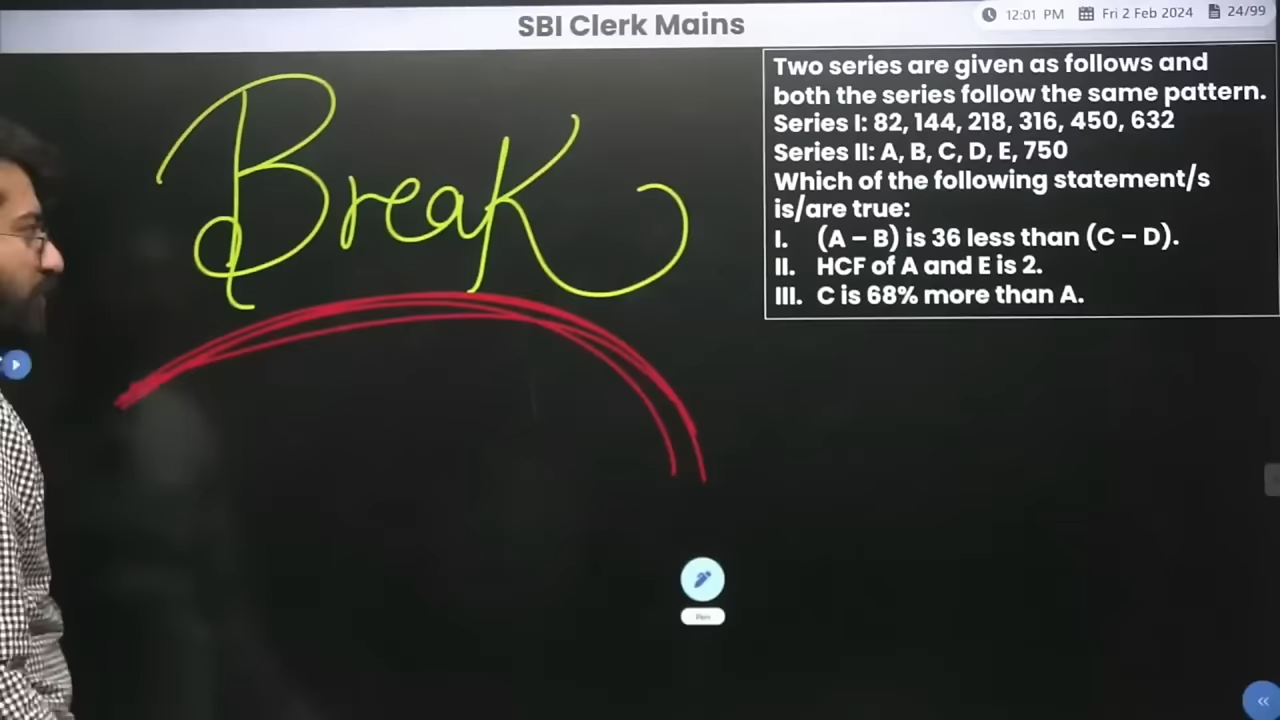 SBI Clerk Mains
12:01 PM Fri 2 Feb 2024 24/99
Break
Two series are given as follows and
both the series follow the same pattern.
Series I: 82, 144, 218, 316, 450, 632
Series II: A, B, C, D, E, 750
Which of the following statement/s
is/are true:
I. (A – B) is 36 less than (C – D).
II. HCF of A and E is 2.
III. C is 68% more than A.
Pen
«